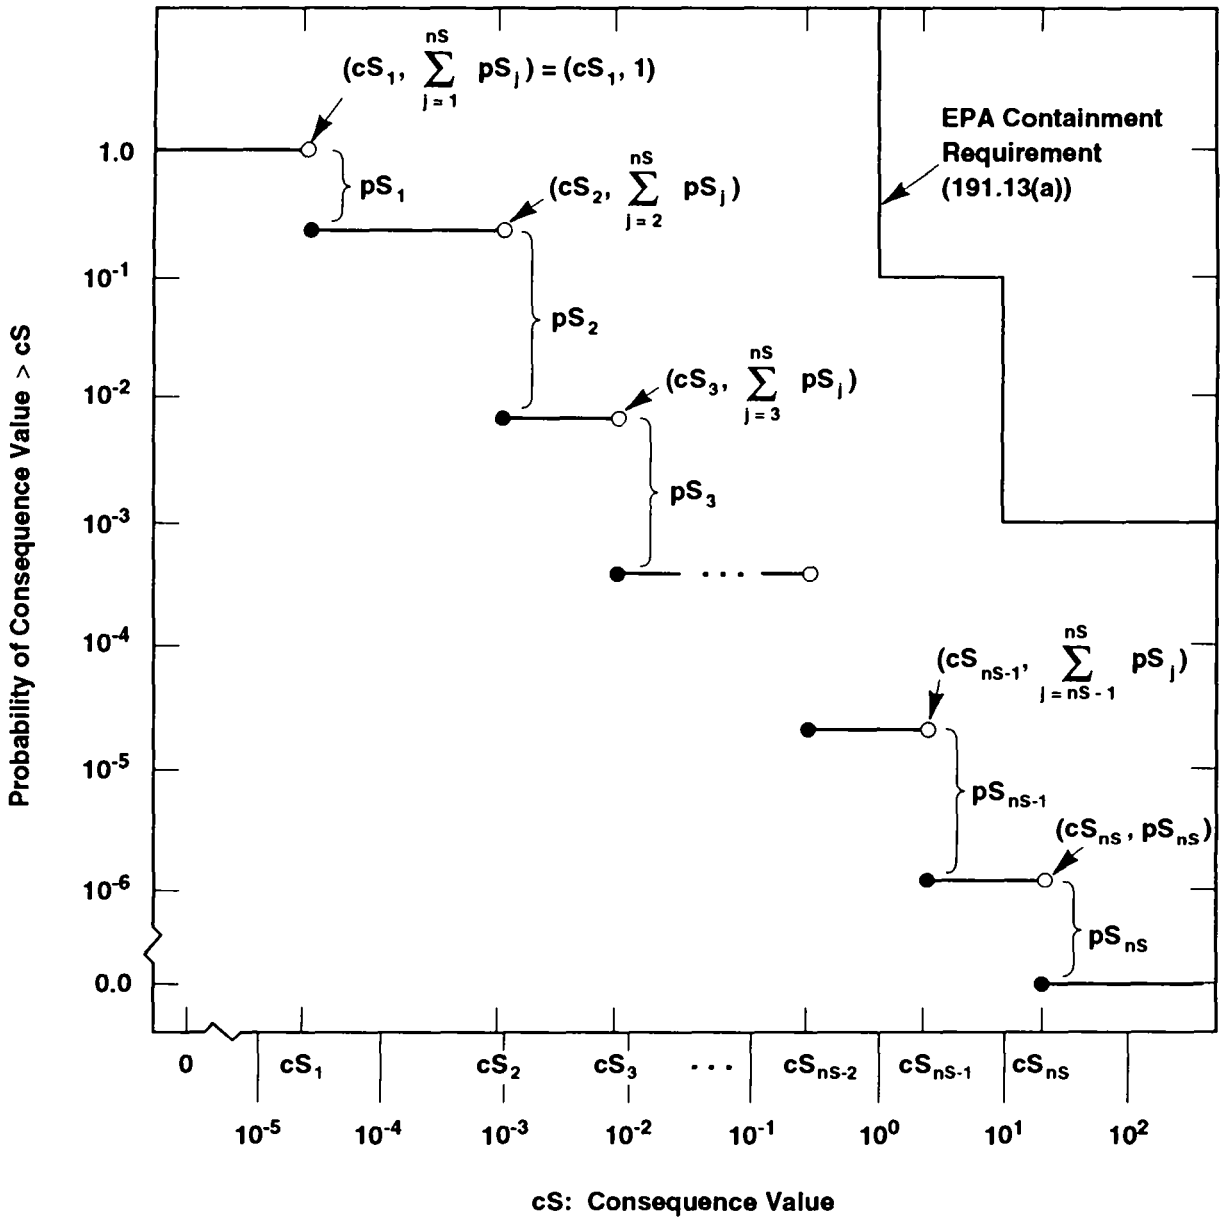 nS
(cS₁, ∑ pSⱼ) = (cS₁, 1)
j = 1
EPA Containment
Requirement
(191.13(a))
1.0
pS₁
nS
(cS₂, ∑ pSⱼ)
j = 2
10⁻¹
pS₂
nS
(cS₃, ∑ pSⱼ)
j = 3
10⁻²
pS₃
10⁻³
. . .
10⁻⁴
nS
(cSₙS₋₁, ∑ pSⱼ)
j = nS - 1
10⁻⁵
pSₙS₋₁
(cSₙS, pSₙS)
10⁻⁶
pSₙS
0.0
Probability of Consequence Value > cS
0 cS₁ cS₂ cS₃ . . . cSₙS₋₂ cSₙS₋₁ cSₙS
10⁻⁵ 10⁻⁴ 10⁻³ 10⁻² 10⁻¹ 10⁰ 10¹ 10²
cS: Consequence Value